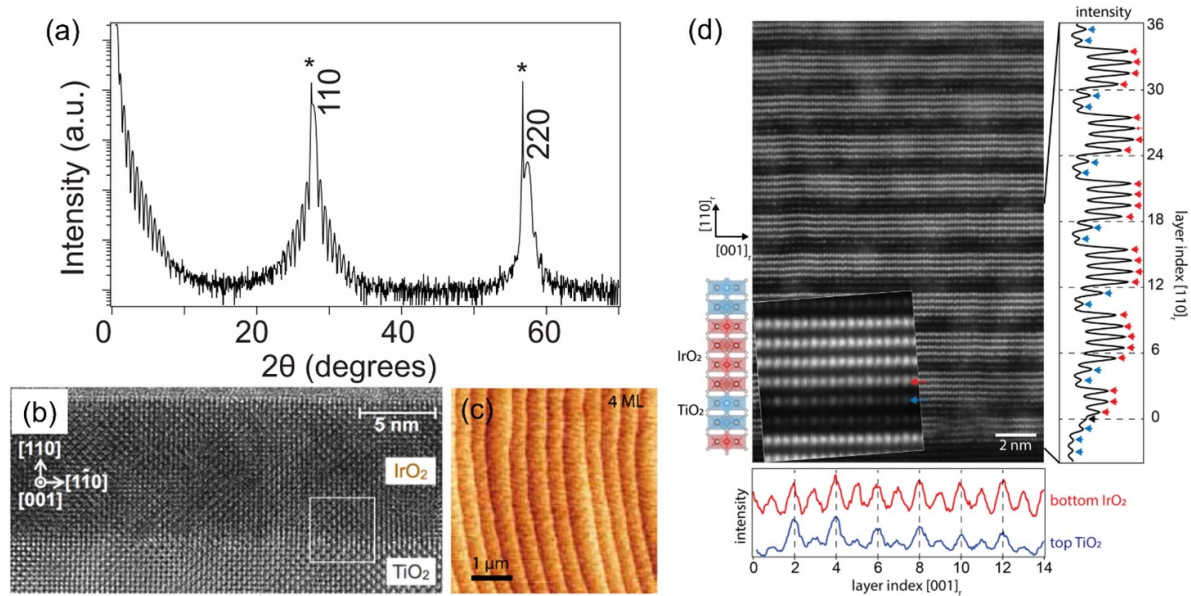 (a)
Intensity (a.u.)
*
110
*
220
0
20
40
60
2θ (degrees)
(b)
[110]
[11̄0]
[001]
IrO₂
TiO₂
5 nm
(c)
4 ML
1 μm
(d)
[110]ᵣ
[001]ᵣ
IrO₂
TiO₂
2 nm
intensity
36
30
24
18
12
6
0
layer index [110]ᵣ
intensity
bottom IrO₂
top TiO₂
0 2 4 6 8 10 12 14
layer index [001]ᵣ